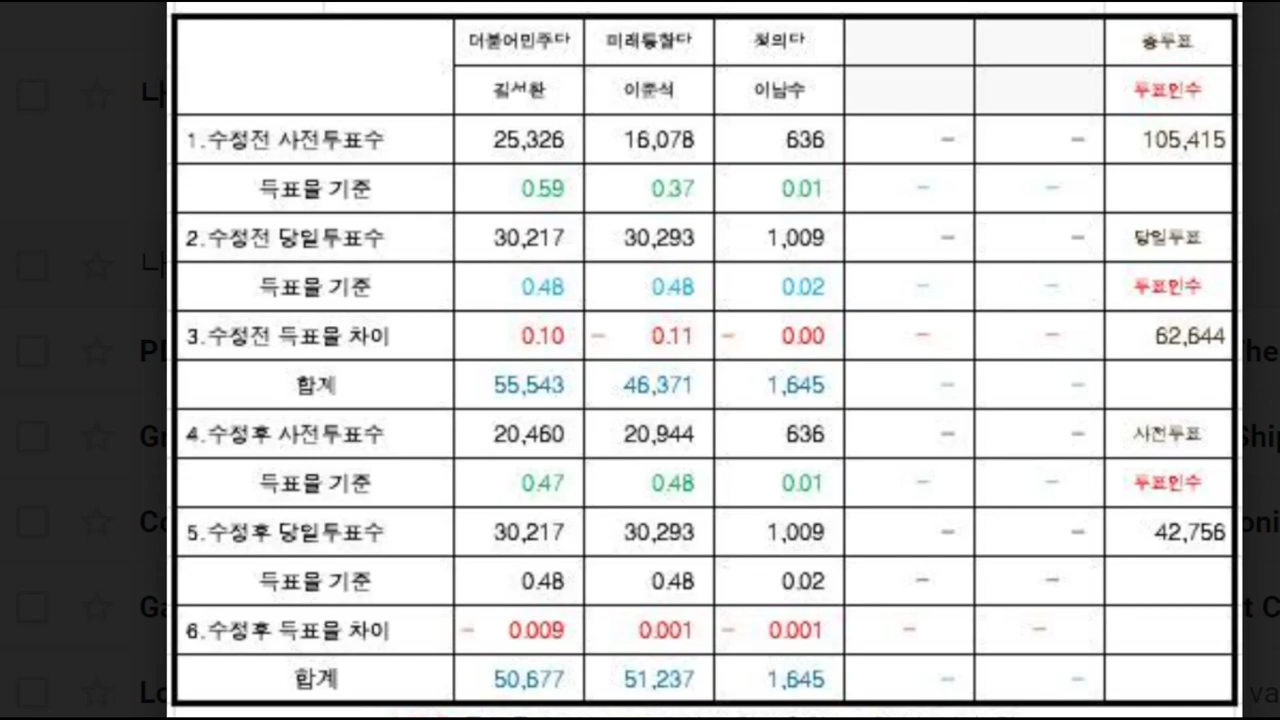 더불어민주다 미래통합다 정의다 총투표
김성환 이준석 이남수 투표인수
1.수정전 사전투표수 25,326 16,078 636 – – 105,415
득표율 기준 0.59 0.37 0.01 – –
2.수정전 당일투표수 30,217 30,293 1,009 – – 당일투표
득표율 기준 0.48 0.48 0.02 – – 투표인수
3.수정전 득표율 차이 0.10 – 0.11 – 0.00 – – 62,644
합계 55,543 46,371 1,645 – –
4.수정후 사전투표수 20,460 20,944 636 – – 사전투표
득표율 기준 0.47 0.48 0.01 – – 투표인수
5.수정후 당일투표수 30,217 30,293 1,009 – – 42,756
득표율 기준 0.48 0.48 0.02 – –
6.수정후 득표율 차이 – 0.009 0.001 – 0.001 – –
합계 50,677 51,237 1,645 – –